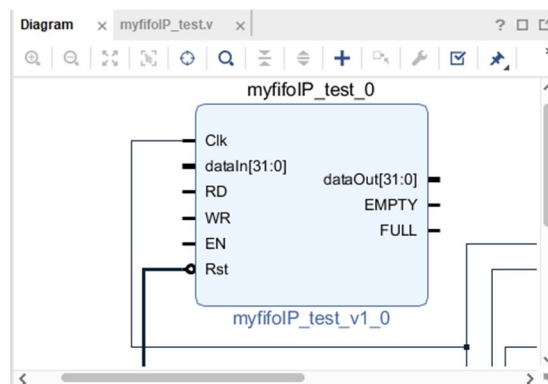 Diagram × myfifoIP_test.v × ?
myfifoIP_test_0
Clk
dataIn[31:0]
RD
WR
EN
Rst
dataOut[31:0]
EMPTY
FULL
myfifoIP_test_v1_0